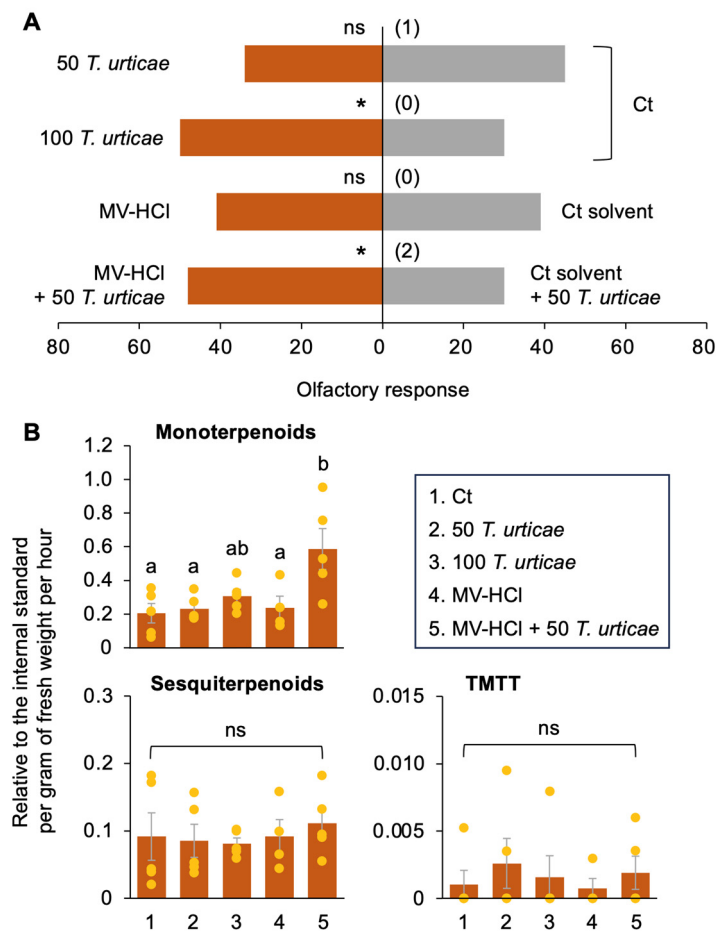 A
ns (1)
50 T. urticae
* (0)
Ct
100 T. urticae
ns (0)
MV-HCl
Ct solvent
* (2)
MV-HCl
+ 50 T. urticae
Ct solvent
+ 50 T. urticae
80 60 40 20 0 20 40 60 80
Olfactory response
B
Relative to the internal standard
per gram of fresh weight per hour
Monoterpenoids
1.2
1.0
0.8
0.6
0.4
0.2
0
a a ab a b
1. Ct
2. 50 T. urticae
3. 100 T. urticae
4. MV-HCl
5. MV-HCl + 50 T. urticae
Sesquiterpenoids
0.3
0.2
0.1
0
ns
1 2 3 4 5
TMTT
0.015
0.010
0.005
0
ns
1 2 3 4 5